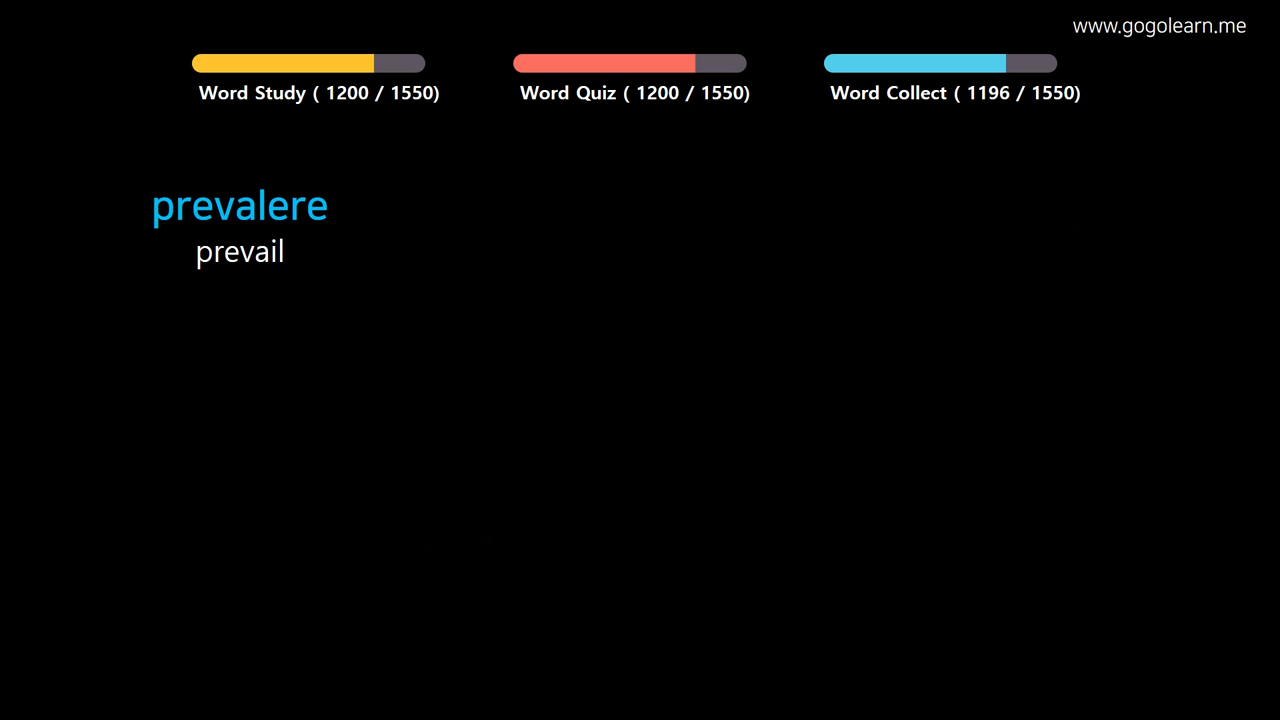 www.gogolearn.me
Word Study ( 1200 / 1550)
Word Quiz ( 1200 / 1550)
Word Collect ( 1196 / 1550)
prevalere
prevail